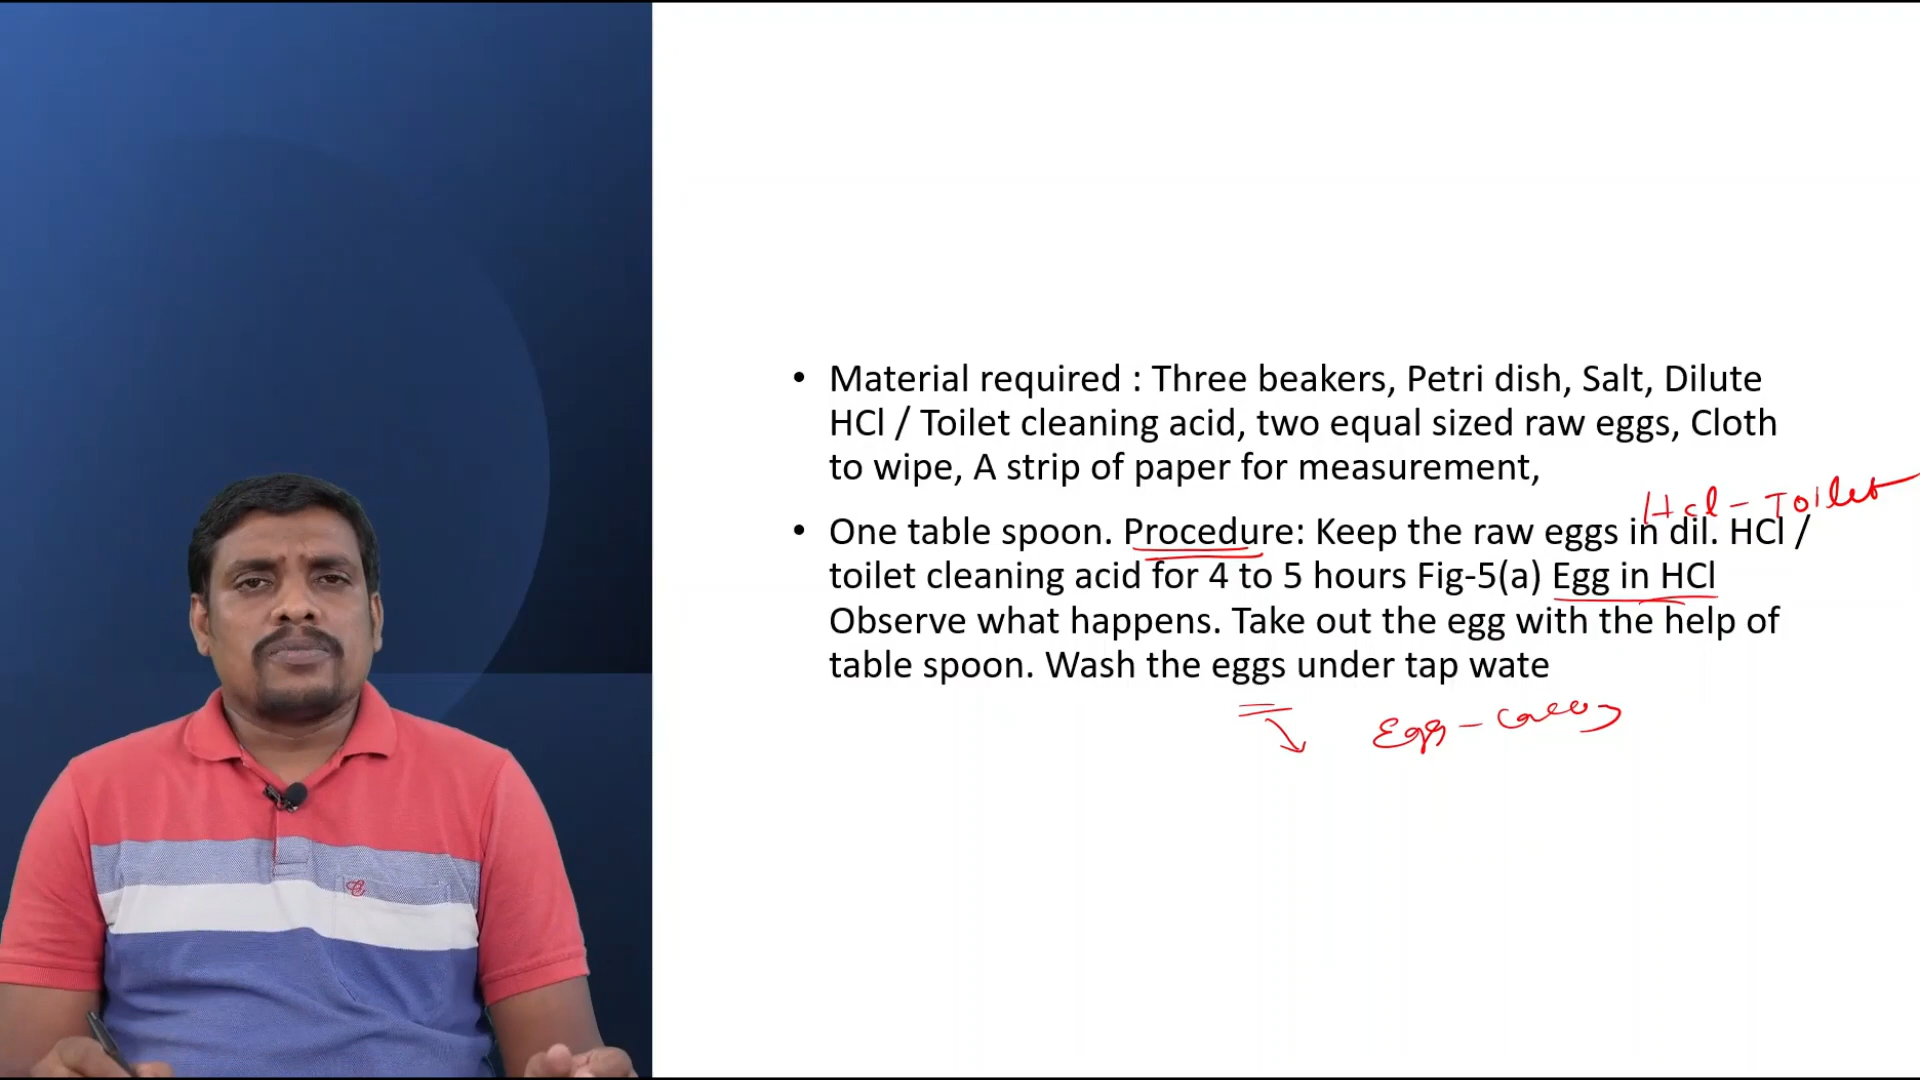 • Material required : Three beakers, Petri dish, Salt, Dilute
HCl / Toilet cleaning acid, two equal sized raw eggs, Cloth
to wipe, A strip of paper for measurement,
Hcl - Toilet
• One table spoon. Procedure: Keep the raw eggs in dil. HCl /
toilet cleaning acid for 4 to 5 hours Fig-5(a) Egg in HCl
Observe what happens. Take out the egg with the help of
table spoon. Wash the eggs under tap wate
Egg -